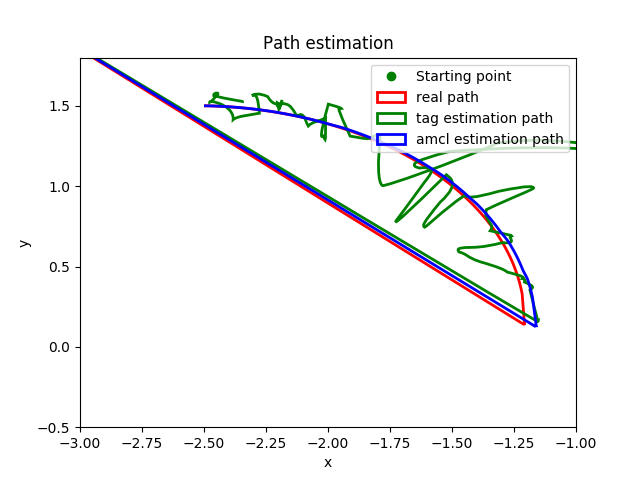 Path estimation
Starting point
real path
tag estimation path
amcl estimation path
y
1.5
1.0
0.5
0.0
−0.5
−3.00 −2.75 −2.50 −2.25 −2.00 −1.75 −1.50 −1.25 −1.00
x